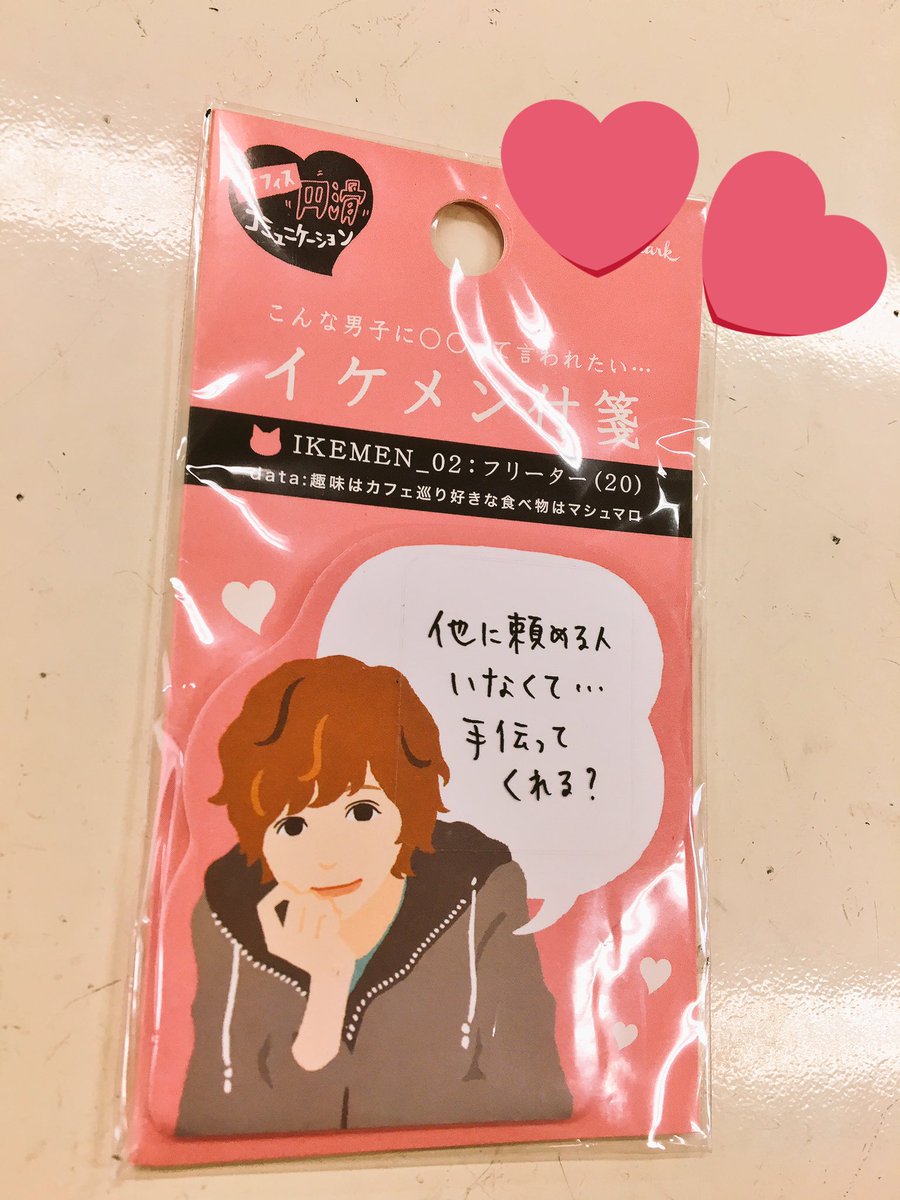 フィス
円滑
コミュニケーション
ark
こんな男子に〇〇て言われたい…
イケメン付箋
IKEMEN_02：フリーター(20)
data:趣味はカフェ巡り好きな食べ物はマシュマロ
他に頼める人
いなくて…
手伝って
くれる?